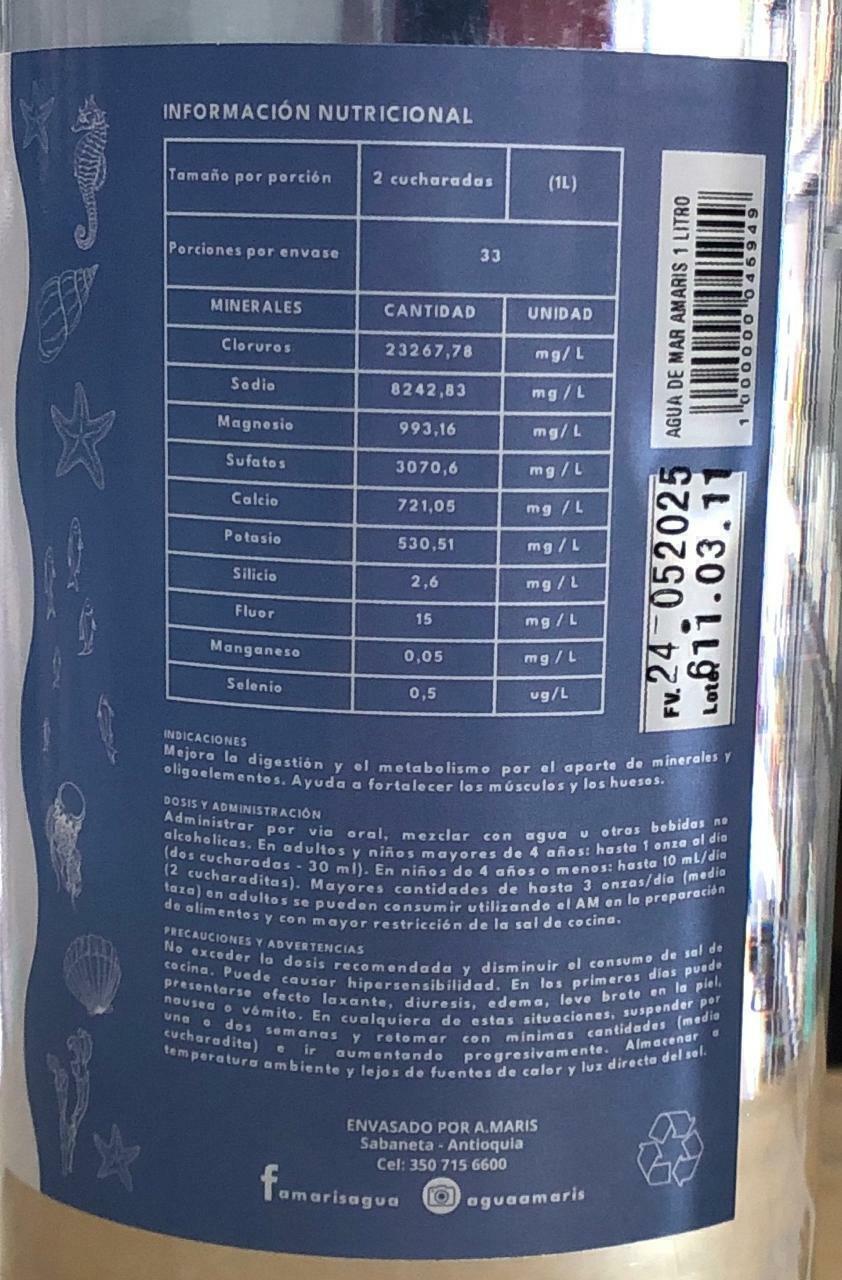 INFORMACIÓN NUTRICIONAL
Tamaño por porción 2 cucharadas (1L)
Porciones por envase 33
MINERALES CANTIDAD UNIDAD
Cloruros 23267,78 mg/L
Sodio 8242,83 mg/L
Magnesio 993,16 mg/L
Sufatos 3070,6 mg/L
Calcio 721,05 mg/L
Potasio 530,51 mg/L
Silicio 2,6 mg/L
Fluor 15 mg/L
Manganeso 0,05 mg/L
Selenio 0,5 ug/L
AGUA DE MAR AMARIS 1 LITRO
1 000000 046949
FV. 24-052025
Lote. 611.03.11
INDICACIONES
Mejora la digestión y el metabolismo por el aporte de minerales y
oligoelementos. Ayuda a fortalecer los músculos y los huesos.
DOSIS Y ADMINISTRACIÓN
Administrar por via oral, mezclar con agua u otras bebidas no
alcoholicas. En adultos y niños mayores de 4 años: hasta 1 onza al día
(dos cucharadas - 30 ml). En niños de 4 años o menos: hasta 10 mL/dia
(2 cucharaditas). Mayores cantidades de hasta 3 onzas/día (media
taza) en adultos se pueden consumir utilizando el AM en la preparación
de alimentos y con mayor restricción de la sal de cocina.
PRECAUCIONES Y ADVERTENCIAS
No exceder la dosis recomendada y disminuir el consumo de sal de
cocina. Puede causar hipersensibilidad. En los primeros días puede
presentarse efecto laxante, diuresis, edema, leve brote en la piel,
nausea o vómito. En cualquiera de estas situaciones, suspender por
una o dos semanas y retomar con mínimas cantidades (media
cucharadita) e ir aumentando progresivamente. Almacenar a
temperatura ambiente y lejos de fuentes de calor y luz directa del sol.
ENVASADO POR A.MARIS
Sabaneta - Antioquia
Cel: 350 715 6600
amarisagua aguaamaris